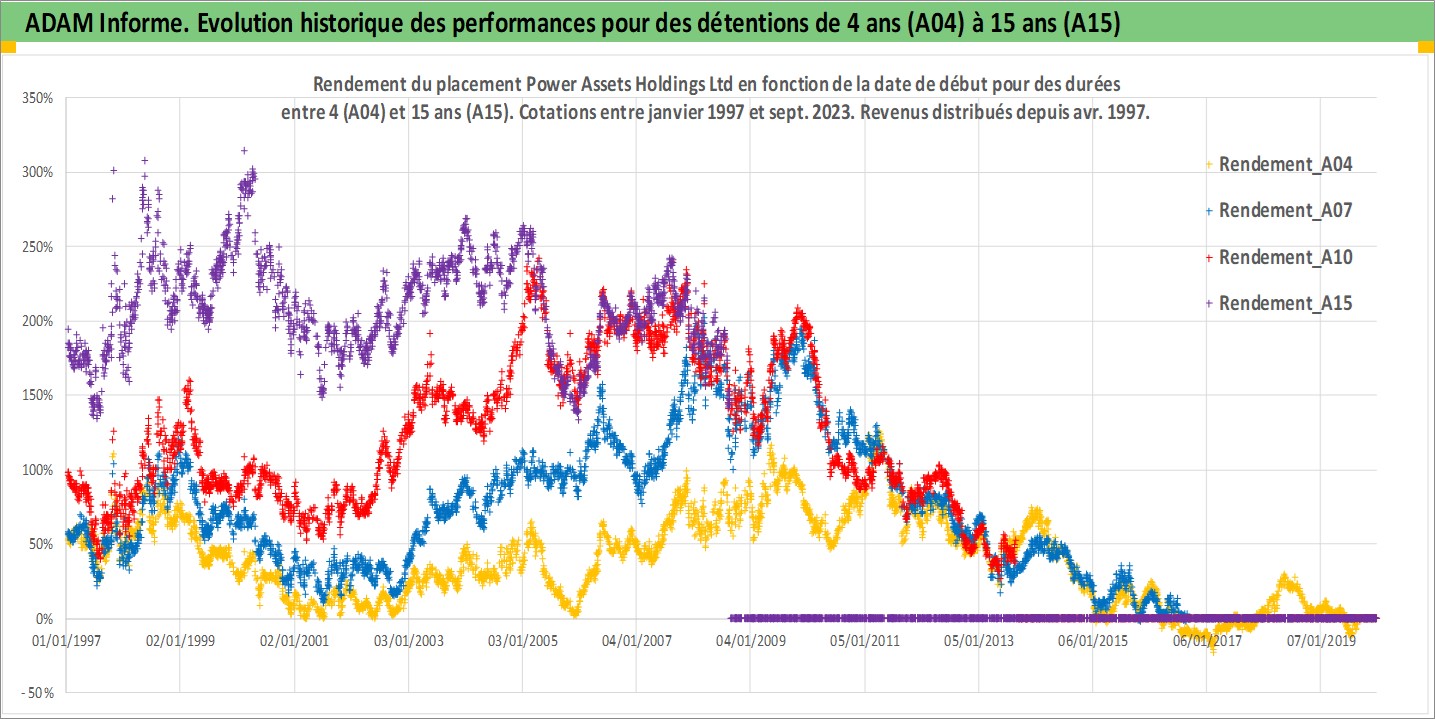 ADAM Informe. Evolution historique des performances pour des détentions de 4 ans (A04) à 15 ans (A15)
Rendement du placement Power Assets Holdings Ltd en fonction de la date de début pour des durées
entre 4 (A04) et 15 ans (A15). Cotations entre janvier 1997 et sept. 2023. Revenus distribués depuis avr. 1997.
350%
300%
250%
200%
150%
100%
50%
0%
-50%
Rendement_A04
Rendement_A07
Rendement_A10
Rendement_A15
01/01/1997 02/01/1999 02/01/2001 03/01/2003 03/01/2005 04/01/2007 04/01/2009 05/01/2011 05/01/2013 06/01/2015 06/01/2017 07/01/2019